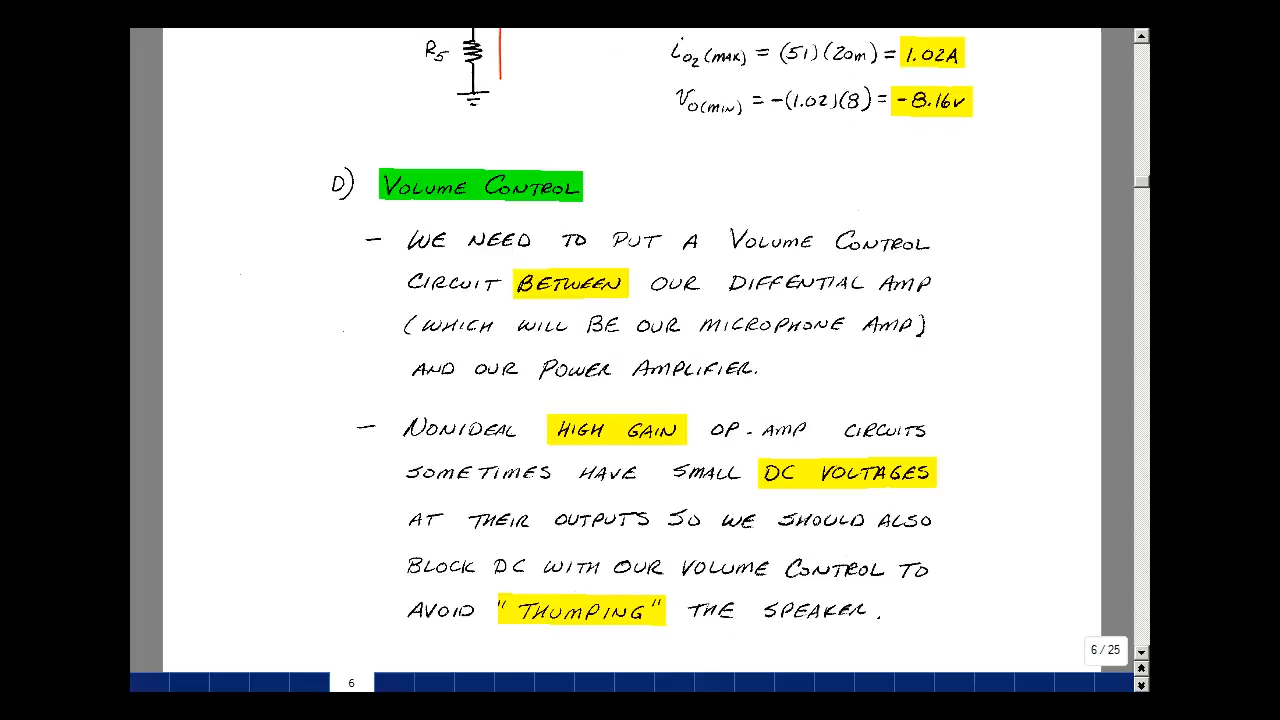 R5
iO2(MAX) = (51)(20m) = 1.02A
VO(MIN) = -(1.02)(8) = -8.16V
D) VOLUME CONTROL
- WE NEED TO PUT A VOLUME CONTROL
CIRCUIT BETWEEN OUR DIFFENTIAL AMP
(WHICH WILL BE OUR MICROPHONE AMP)
AND OUR POWER AMPLIFIER.
- NONIDEAL HIGH GAIN OP-AMP CIRCUITS
SOMETIMES HAVE SMALL DC VOLTAGES
AT THEIR OUTPUTS SO WE SHOULD ALSO
BLOCK DC WITH OUR VOLUME CONTROL TO
AVOID "THUMPING" THE SPEAKER.
6 / 25
6